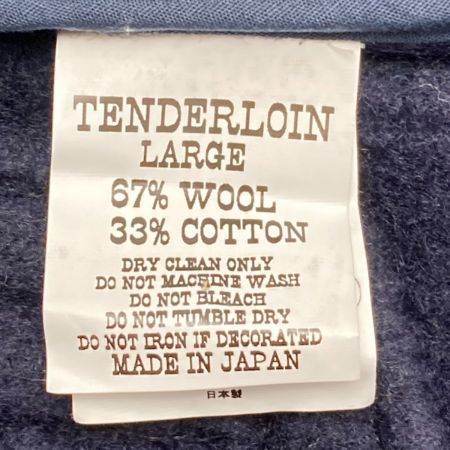 TENDERLOIN
LARGE
67% WOOL
33% COTTON
DRY CLEAN ONLY
DO NOT MACHINE WASH
DO NOT BLEACH
DO NOT TUMBLE DRY
DO NOT IRON IF DECORATED
MADE IN JAPAN
日本製